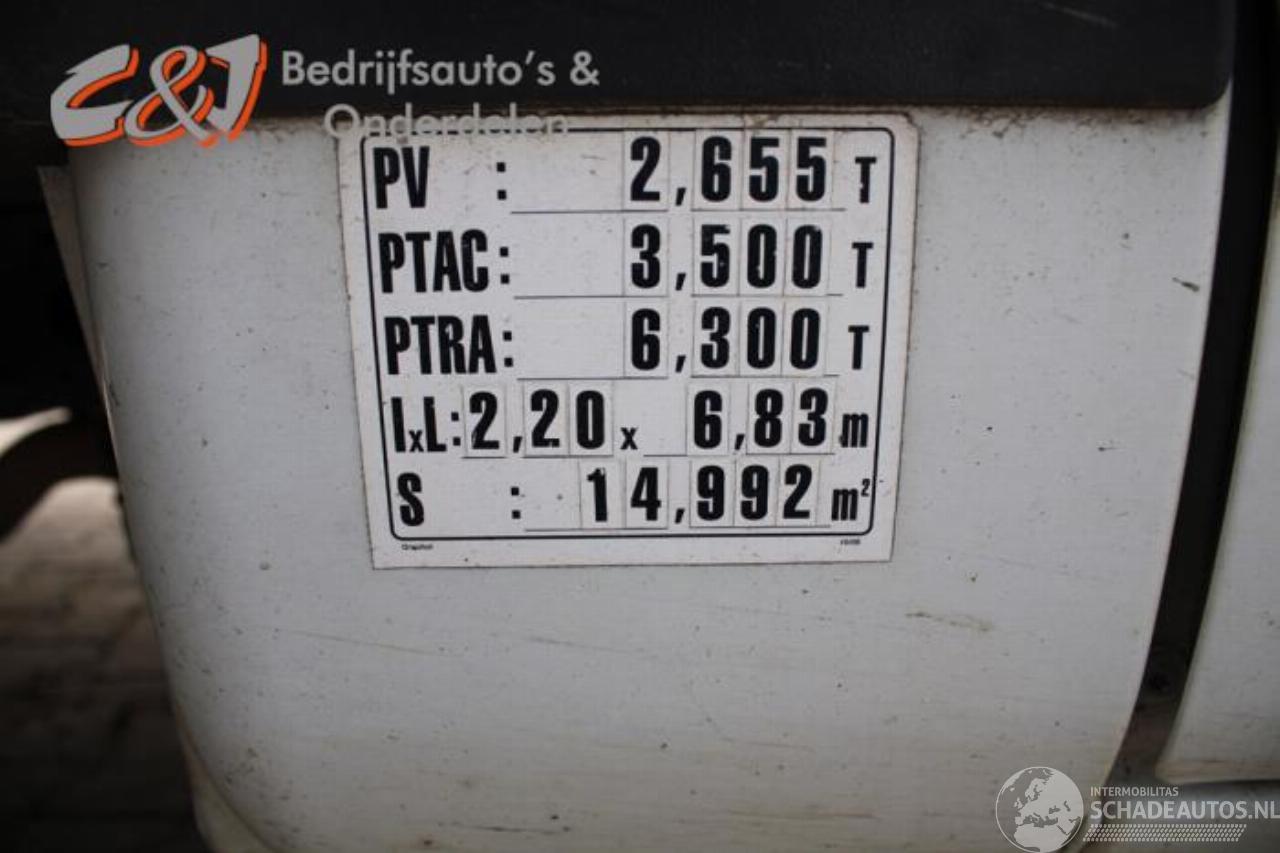 C&J Bedrijfsauto's &
Onderdelen
PV : 2,655 T
PTAC: 3,500 T
PTRA: 6,300 T
lxL: 2,20 x 6,83 m
S : 14,992 m²
INTERMOBILITAS
SCHADEAUTOS.NL